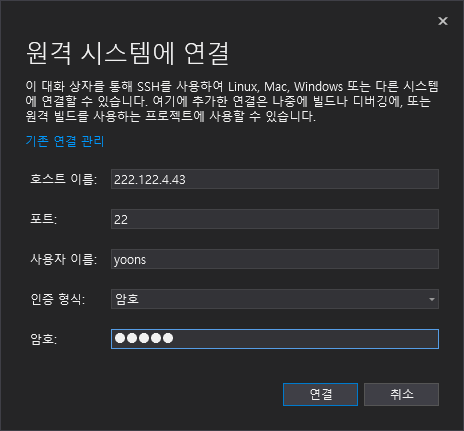 원격 시스템에 연결
이 대화 상자를 통해 SSH를 사용하여 Linux, Mac, Windows 또는 다른 시스템
에 연결할 수 있습니다. 여기에 추가한 연결은 나중에 빌드나 디버깅에, 또는
원격 빌드를 사용하는 프로젝트에 사용할 수 있습니다.
기존 연결 관리
호스트 이름: 222.122.4.43
포트: 22
사용자 이름: yoons
인증 형식: 암호
암호: ●●●●●
연결 취소